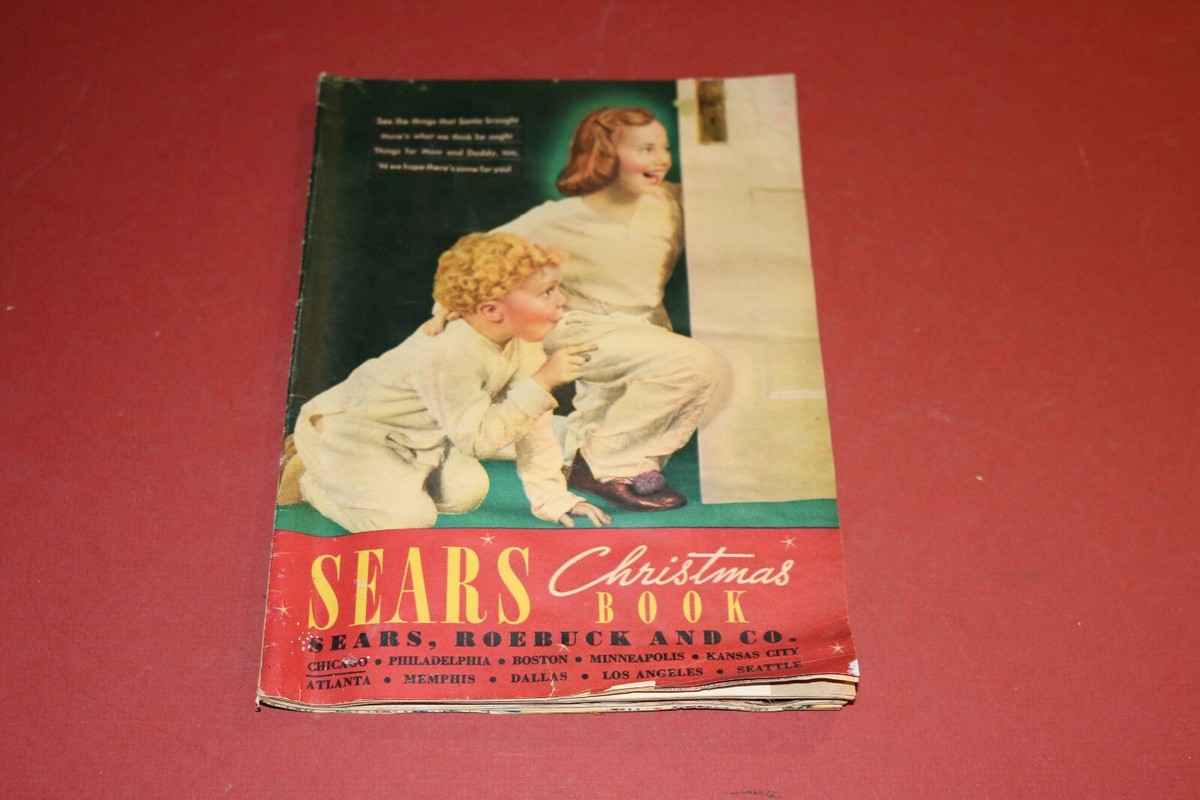 See the things that Santa brought
Here's what we think he ought
Things for Mom and Daddy, too,
'N we hope there's some for you!
SEARS Christmas
BOOK
SEARS, ROEBUCK AND CO.
CHICAGO • PHILADELPHIA • BOSTON • MINNEAPOLIS • KANSAS CITY
ATLANTA • MEMPHIS • DALLAS • LOS ANGELES • SEATTLE